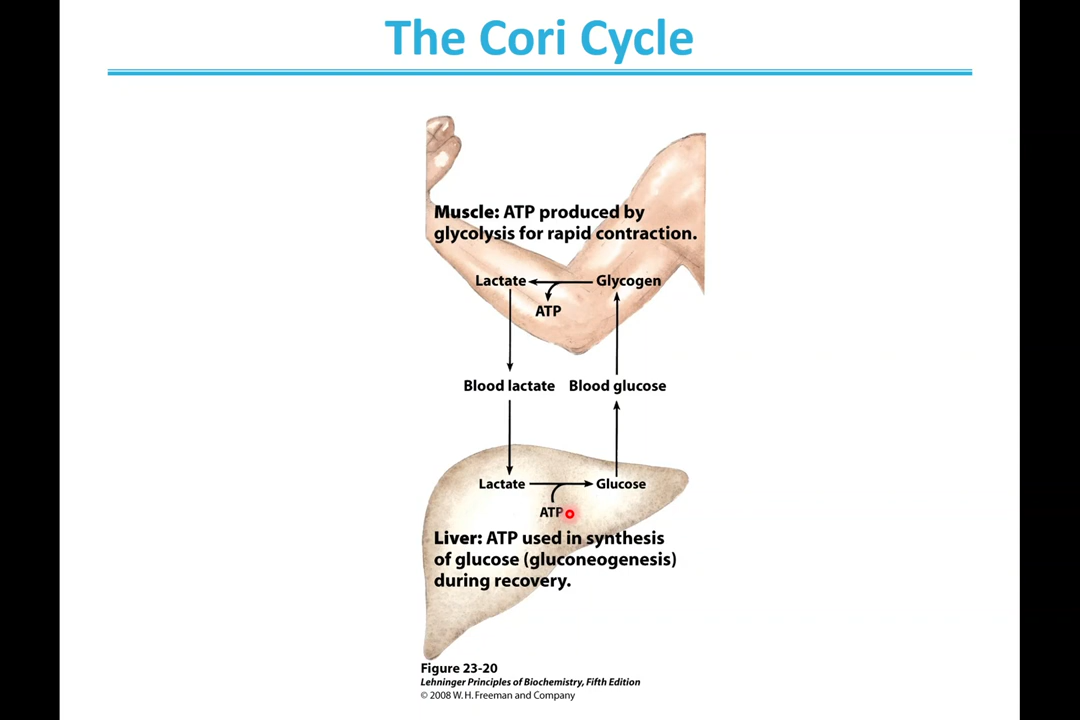 The Cori Cycle
Muscle: ATP produced by
glycolysis for rapid contraction.
Lactate
Glycogen
ATP
Blood lactate
Blood glucose
Lactate
Glucose
ATP
Liver: ATP used in synthesis
of glucose (gluconeogenesis)
during recovery.
Figure 23-20
Lehninger Principles of Biochemistry, Fifth Edition
© 2008 W. H. Freeman and Company